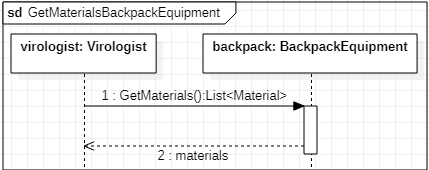 sd GetMaterialsBackpackEquipment
virologist: Virologist backpack: BackpackEquipment
1 : GetMaterials():List<Material>
2 : materials